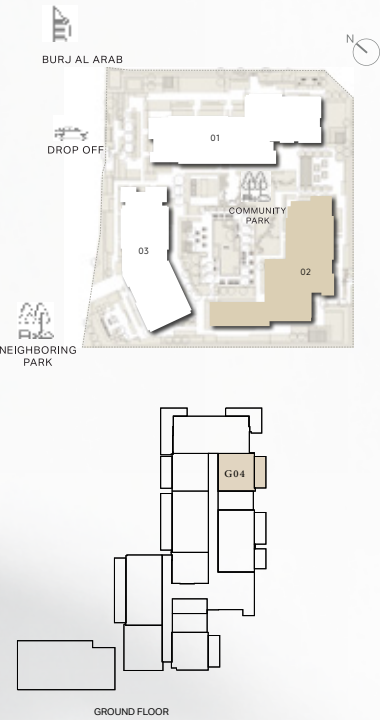 N
BURJ AL ARAB
01
DROP OFF
COMMUNITY
PARK
03
02
NEIGHBORING
PARK
G04
GROUND FLOOR